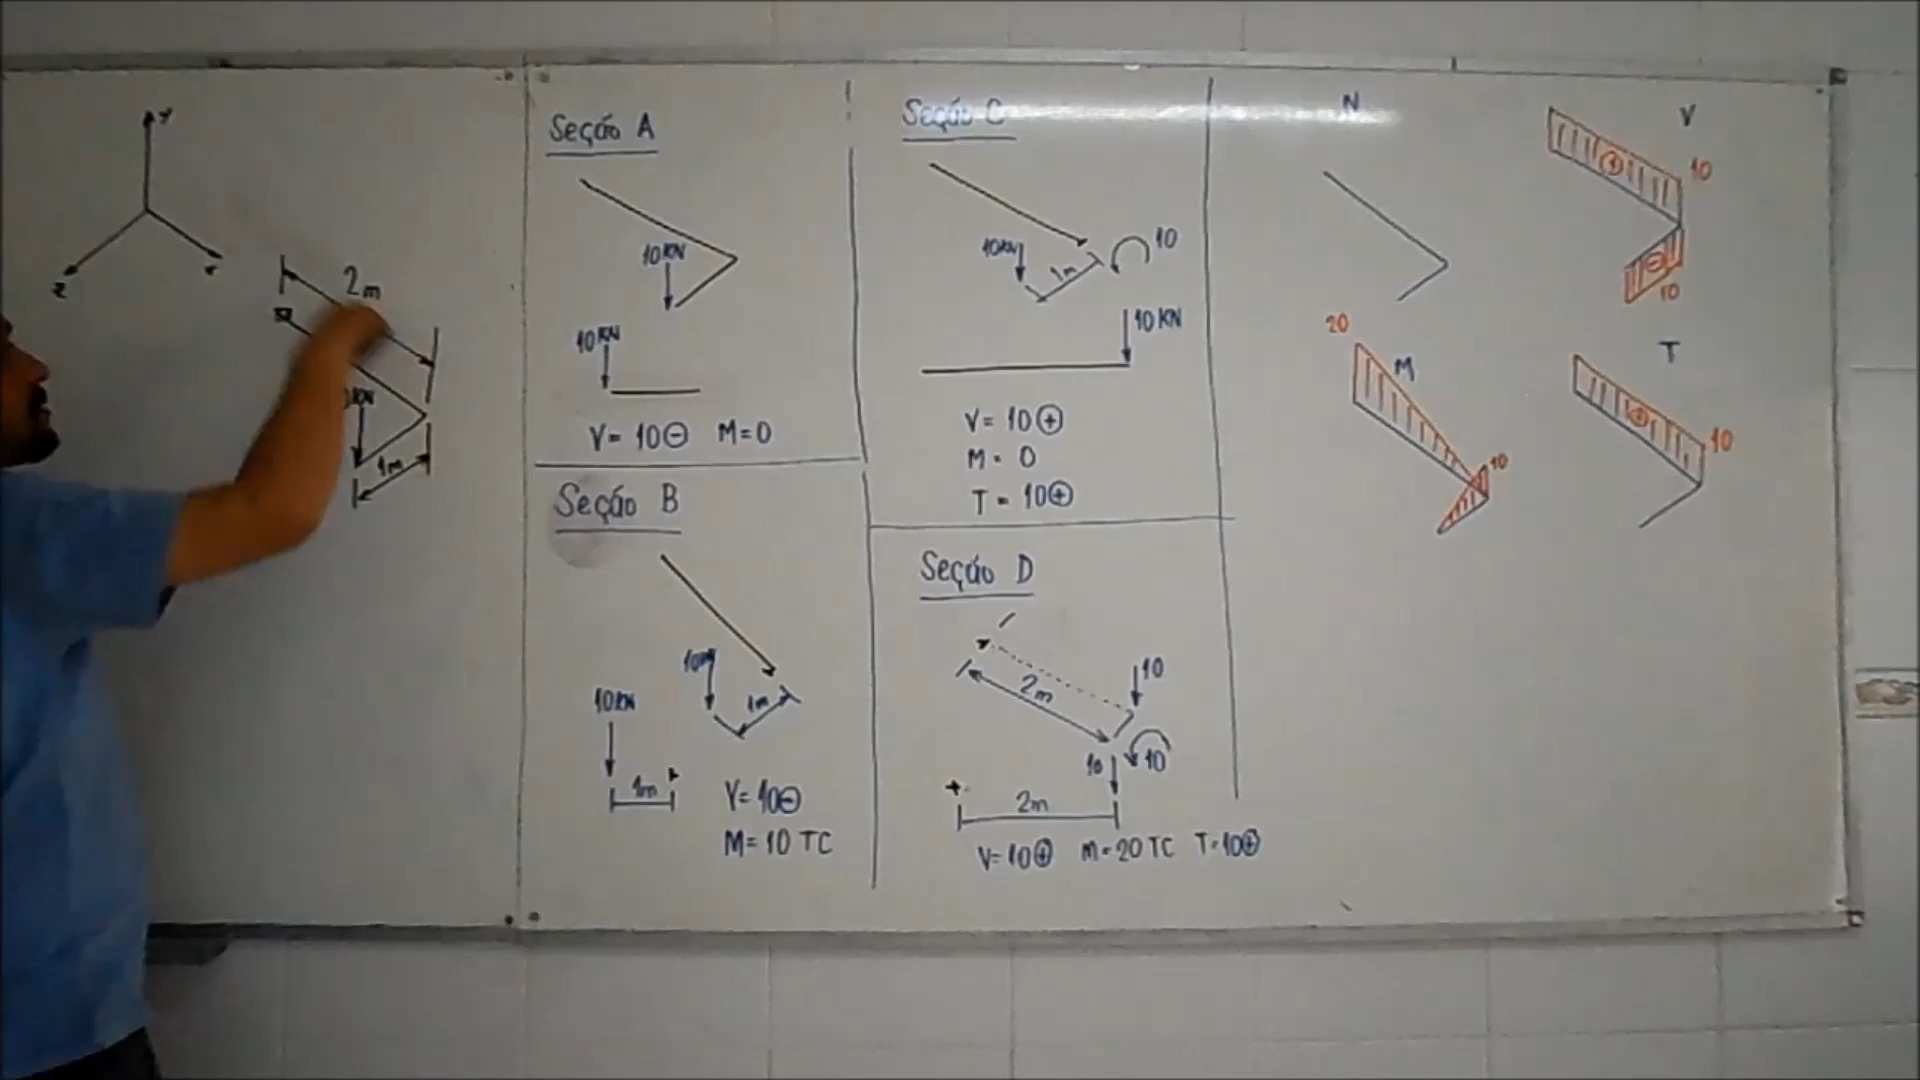 y
z
2m
KN
1m
Seção A
10KN
10KN
V= 10⊖ M=0
Seção B
10KN
1m
10KN
1m
V= 10⊖
M= 10 TC
Seção C
10KN
1m
10
10KN
V= 10⊕
M= 0
T= 10⊕
Seção D
10
2m
10
10
2m
V=10⊕ M=20 TC T=10⊕
N
V
+
10
-
10
20
M
10
T
+
10